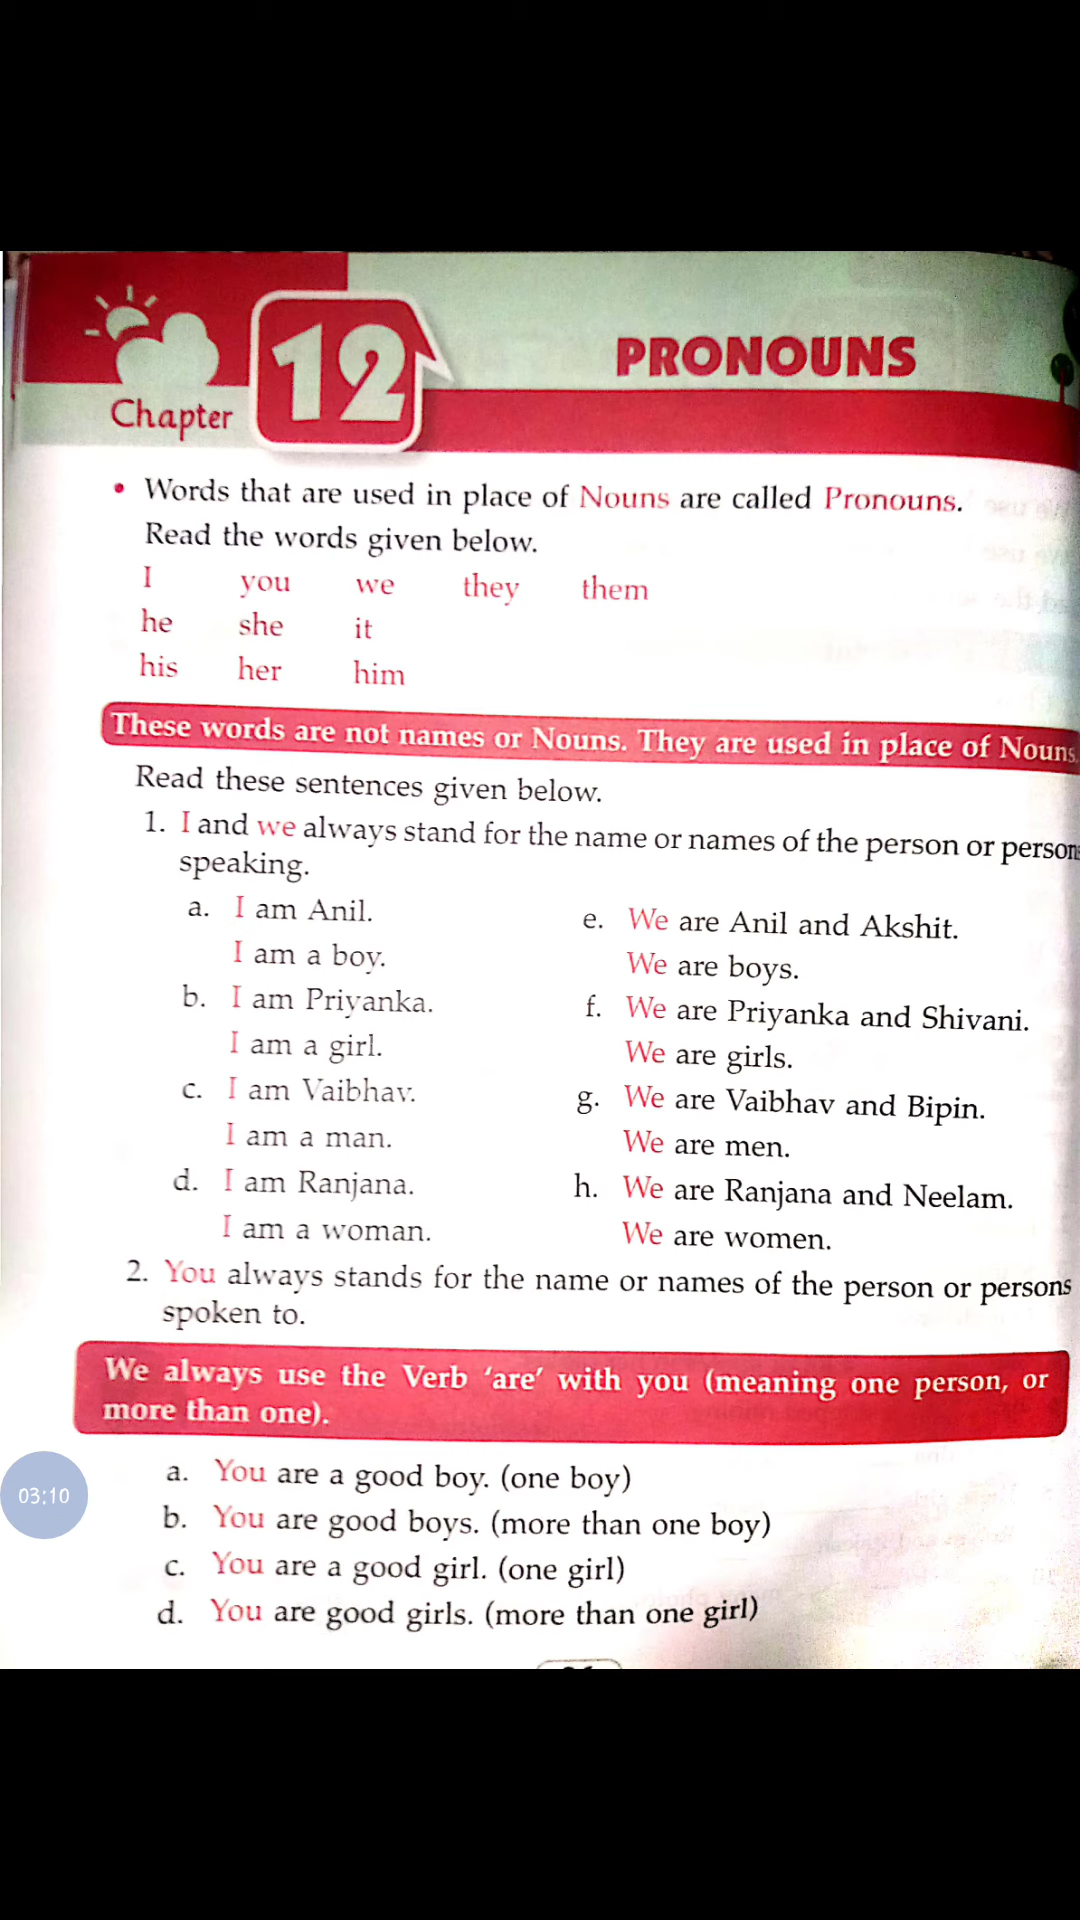 Chapter 12
PRONOUNS
• Words that are used in place of Nouns are called Pronouns.
Read the words given below.
I you we they them
he she it
his her him
These words are not names or Nouns. They are used in place of Nouns.
Read these sentences given below.
1. I and we always stand for the name or names of the person or persons
speaking.
a. I am Anil.
I am a boy.
b. I am Priyanka.
I am a girl.
c. I am Vaibhav.
I am a man.
d. I am Ranjana.
I am a woman.
e. We are Anil and Akshit.
We are boys.
f. We are Priyanka and Shivani.
We are girls.
g. We are Vaibhav and Bipin.
We are men.
h. We are Ranjana and Neelam.
We are women.
2. You always stands for the name or names of the person or persons
spoken to.
We always use the Verb ‘are’ with you (meaning one person, or
more than one).
03:10
a. You are a good boy. (one boy)
b. You are good boys. (more than one boy)
c. You are a good girl. (one girl)
d. You are good girls. (more than one girl)